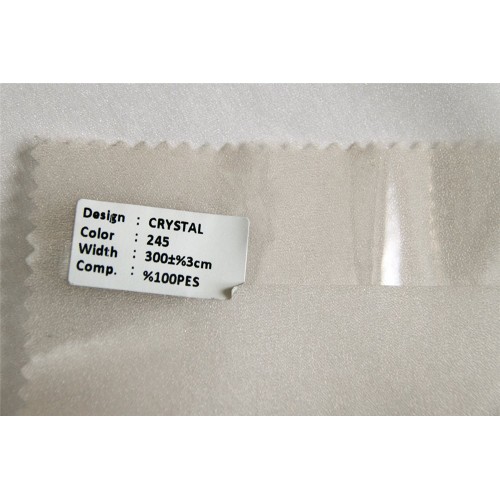 Design : CRYSTAL
Color : 245
Width : 300±%3cm
Comp. : %100PES